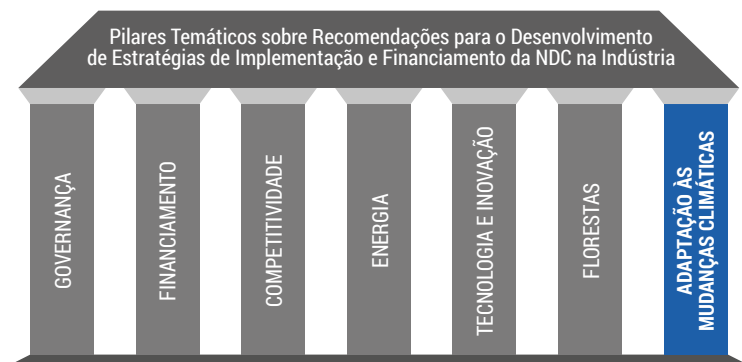 Pilares Temáticos sobre Recomendações para o Desenvolvimento
de Estratégias de Implementação e Financiamento da NDC na Indústria
GOVERNANÇA
FINANCIAMENTO
COMPETITIVIDADE
ENERGIA
TECNOLOGIA E INOVAÇÃO
FLORESTAS
ADAPTAÇÃO ÀS
MUDANÇAS CLIMÁTICAS